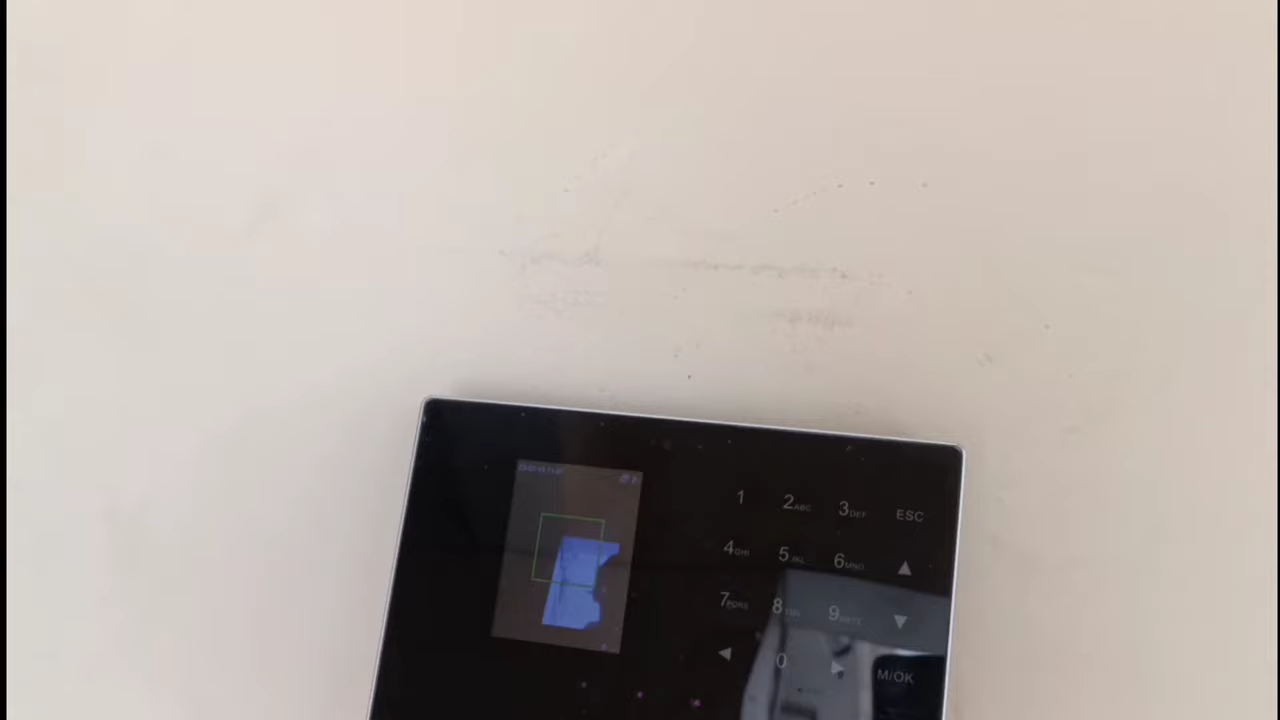 1 2ABC 3DEF ESC
4GHI 5JKL 6MNO ▲
7PQRS 8TUV 9WXYZ ▼
◀ 0 ▶ M/OK